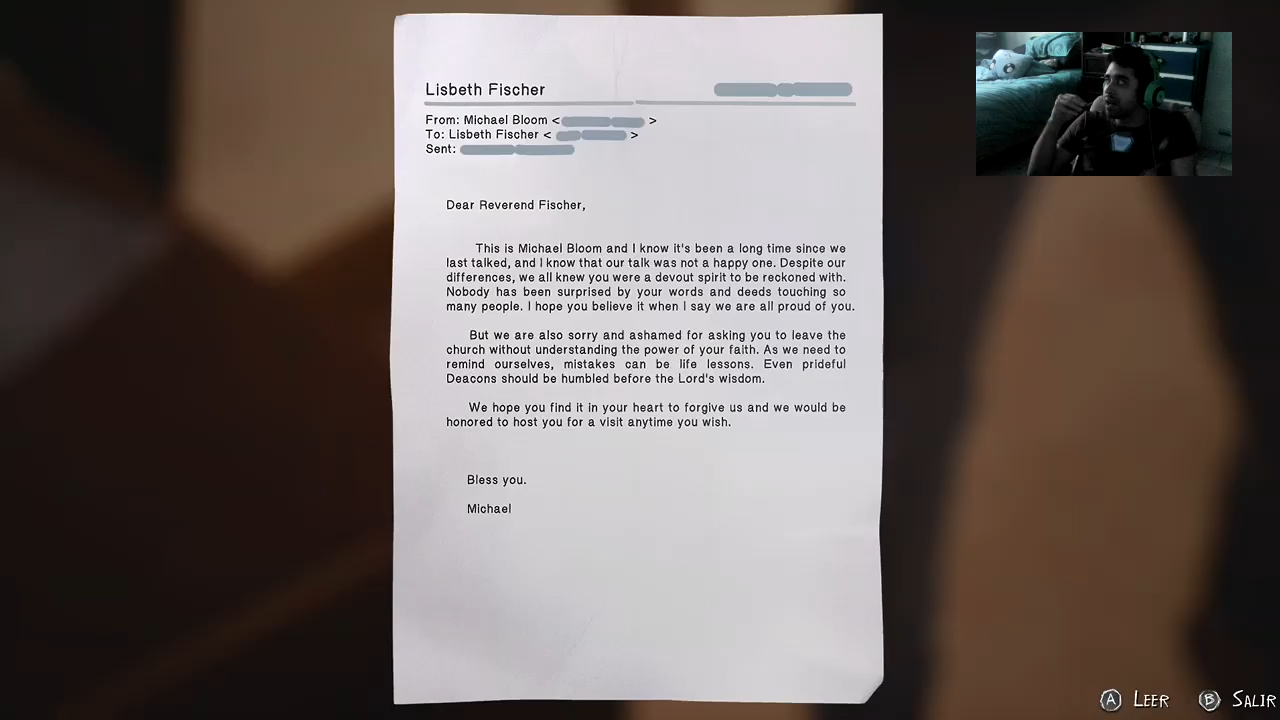 Lisbeth Fischer
From: Michael Bloom < >
To: Lisbeth Fischer < >
Sent:
Dear Reverend Fischer,
This is Michael Bloom and I know it's been a long time since we
last talked, and I know that our talk was not a happy one. Despite our
differences, we all knew you were a devout spirit to be reckoned with.
Nobody has been surprised by your words and deeds touching so
many people. I hope you believe it when I say we are all proud of you.
But we are also sorry and ashamed for asking you to leave the
church without understanding the power of your faith. As we need to
remind ourselves, mistakes can be life lessons. Even prideful
Deacons should be humbled before the Lord's wisdom.
We hope you find it in your heart to forgive us and we would be
honored to host you for a visit anytime you wish.
Bless you.
Michael
A LEER B SALIR